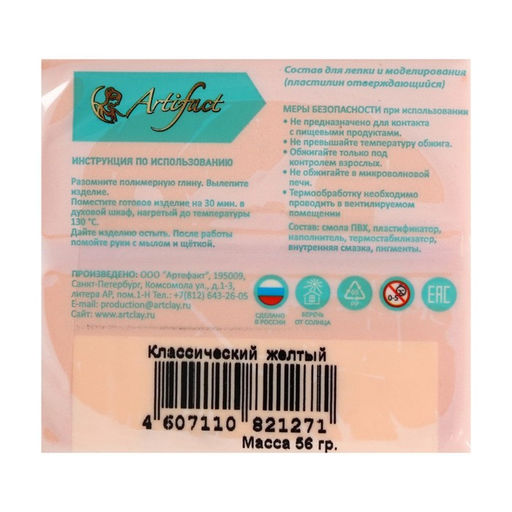 Artifact
Состав для лепки и моделирования
(пластилин отверждающийся)
МЕРЫ БЕЗОПАСНОСТИ при использовании
• Не предназначено для контакта
с пищевыми продуктами.
• Не превышайте температуру обжига.
• Обжигайте только под
контролем взрослых.
• Не обжигайте в микроволновой
печи.
• Термообработку необходимо
проводить в вентилируемом
помещении
Состав: смола ПВХ, пластификатор,
наполнитель, термостабилизатор,
внутренняя смазка, пигменты.
ИНСТРУКЦИЯ ПО ИСПОЛЬЗОВАНИЮ
Разомните полимерную глину. Вылепите
изделие.
Поместите готовое изделие на 30 мин. в
духовой шкаф, нагретый до температуры
130 °C.
Дайте изделию остыть. После работы
помойте руки с мылом и щёткой.
ПРОИЗВЕДЕНО: ООО "Артефакт", 195009,
Санкт-Петербург, Комсомола ул., д.1-3,
литера АР, пом.1-Н Тел.: +7(812) 643-26-05
E-mail: production@artclay.ru
Сайт: www.artclay.ru
СДЕЛАНО
В РОССИИ
БЕРЕЧЬ
ОТ СОЛНЦА
0-3
EAC
Классический желтый
4 607110 821271
Масса 56 гр.